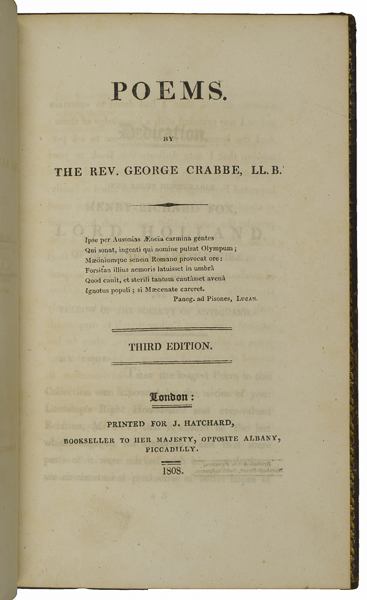 POEMS.
BY
THE REV. GEORGE CRABBE, LL. B.
Ipse per Ausonias Æneia carmina gentes
Qui sonat, ingenti qui nomine pulsat Olympum;
Mæoniumque senem Romano provocat ore:
Forsitan illius nemoris latuisset in umbrâ
Quod canit, et sterili tantum cantâsset avenâ
Ignotus populi; si Mæcenate careret.
Paneg. ad Pisones, LUCAN.
THIRD EDITION.
London:
PRINTED FOR J. HATCHARD,
BOOKSELLER TO HER MAJESTY, OPPOSITE ALBANY,
PICCADILLY.
1808.